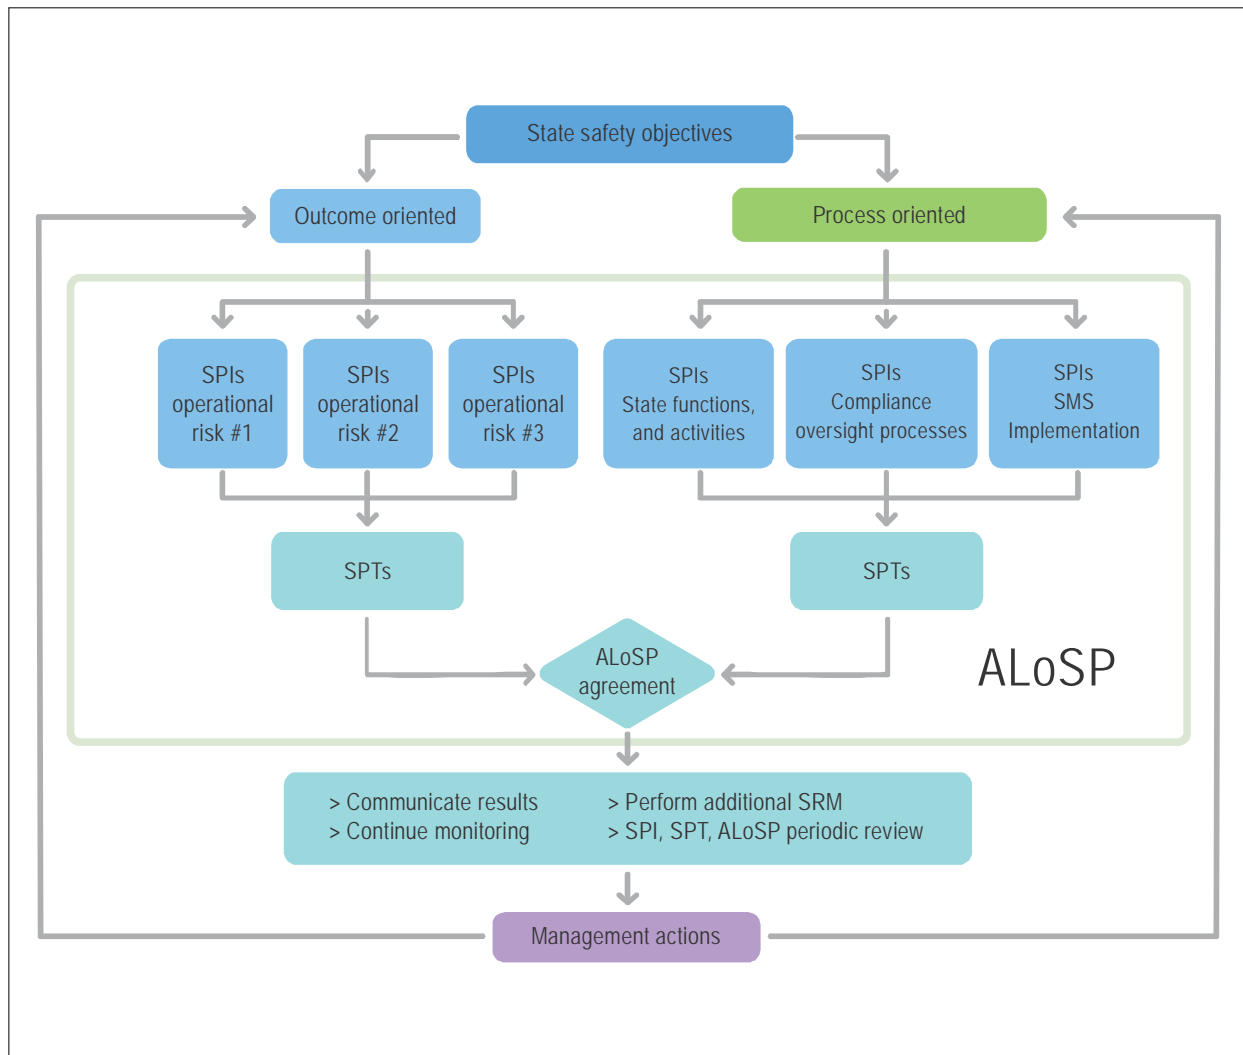 State safety objectives
Outcome oriented
Process oriented
SPIs
operational
risk #1
SPIs
operational
risk #2
SPIs
operational
risk #3
SPIs
State functions,
and activities
SPIs
Compliance
oversight processes
SPIs
SMS
Implementation
SPTs
SPTs
ALoSP
agreement
ALoSP
> Communicate results
> Continue monitoring
> Perform additional SRM
> SPI, SPT, ALoSP periodic review
Management actions